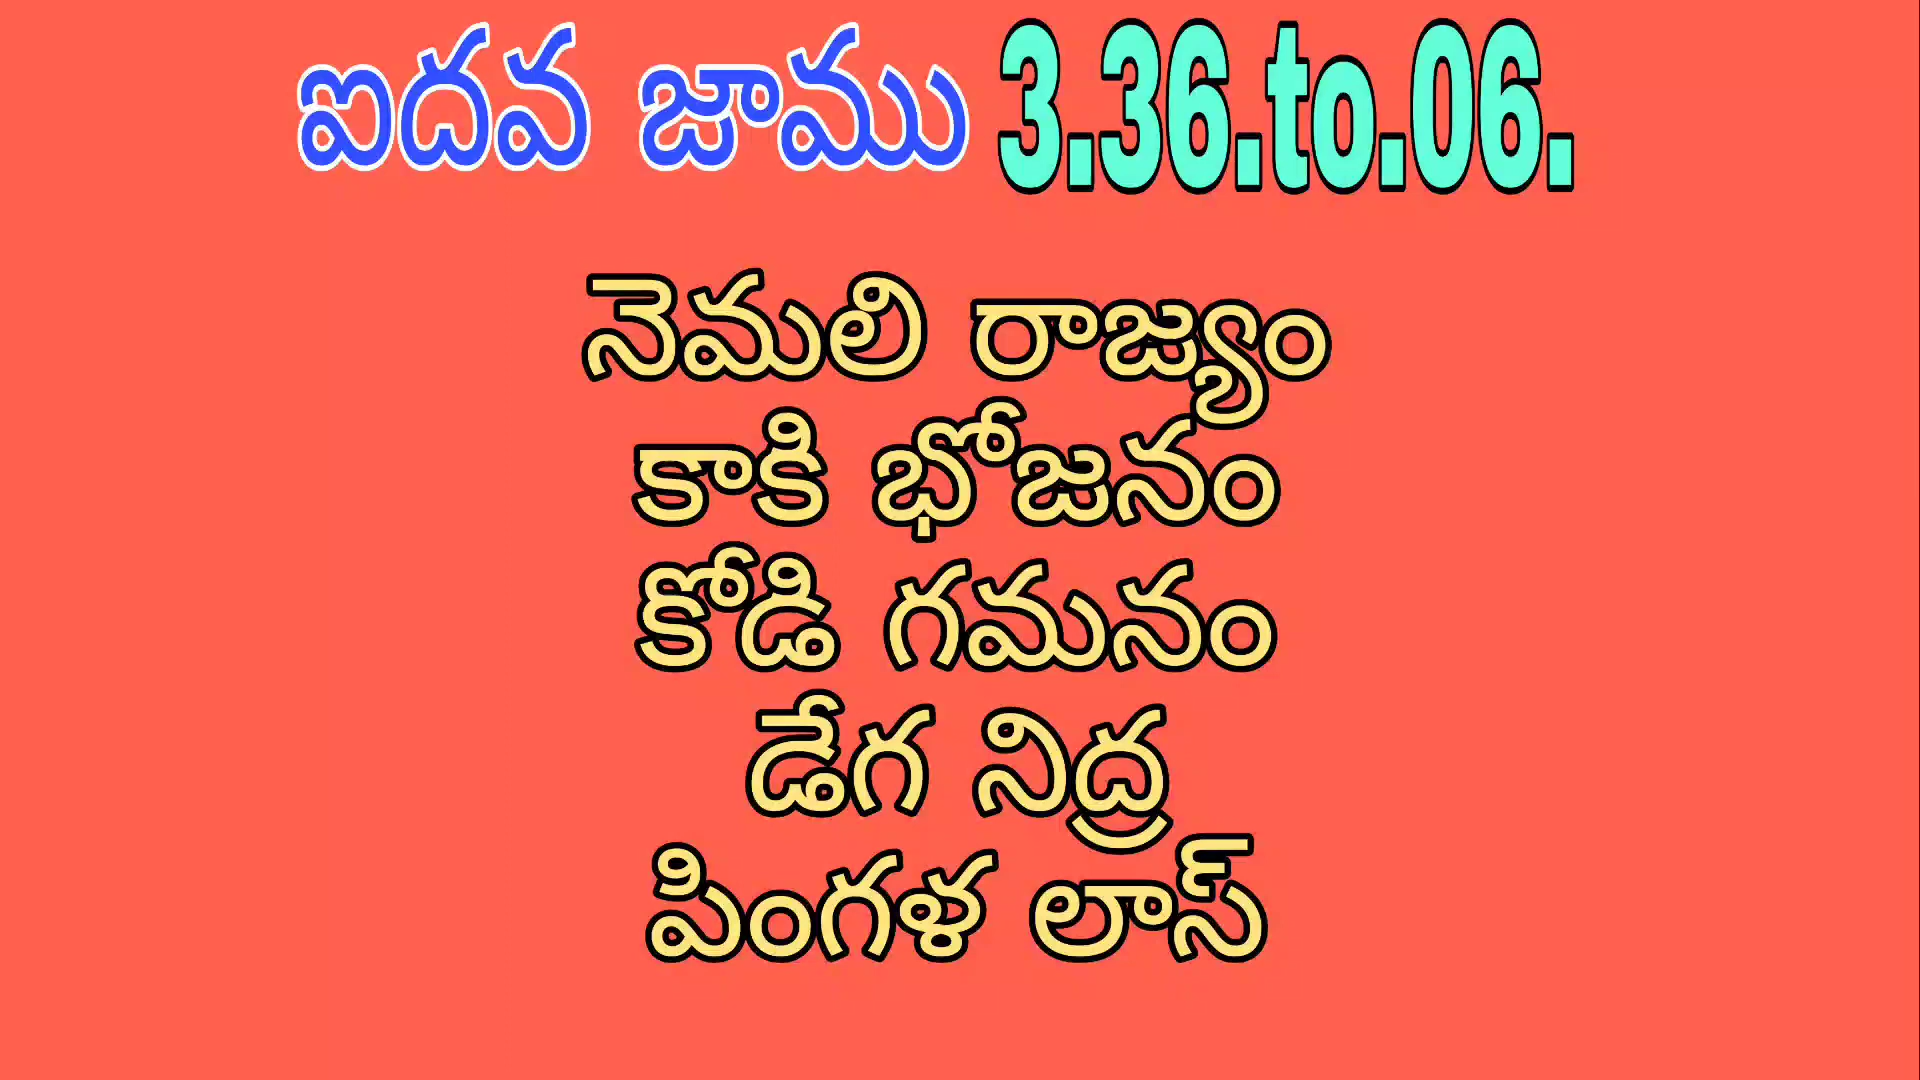 ఐదవ జాము 3.36.to.06.
నెమలి రాజ్యం
కాకి భోజనం
కోడి గమనం
డేగ నిద్ర
పింగళ లాస్